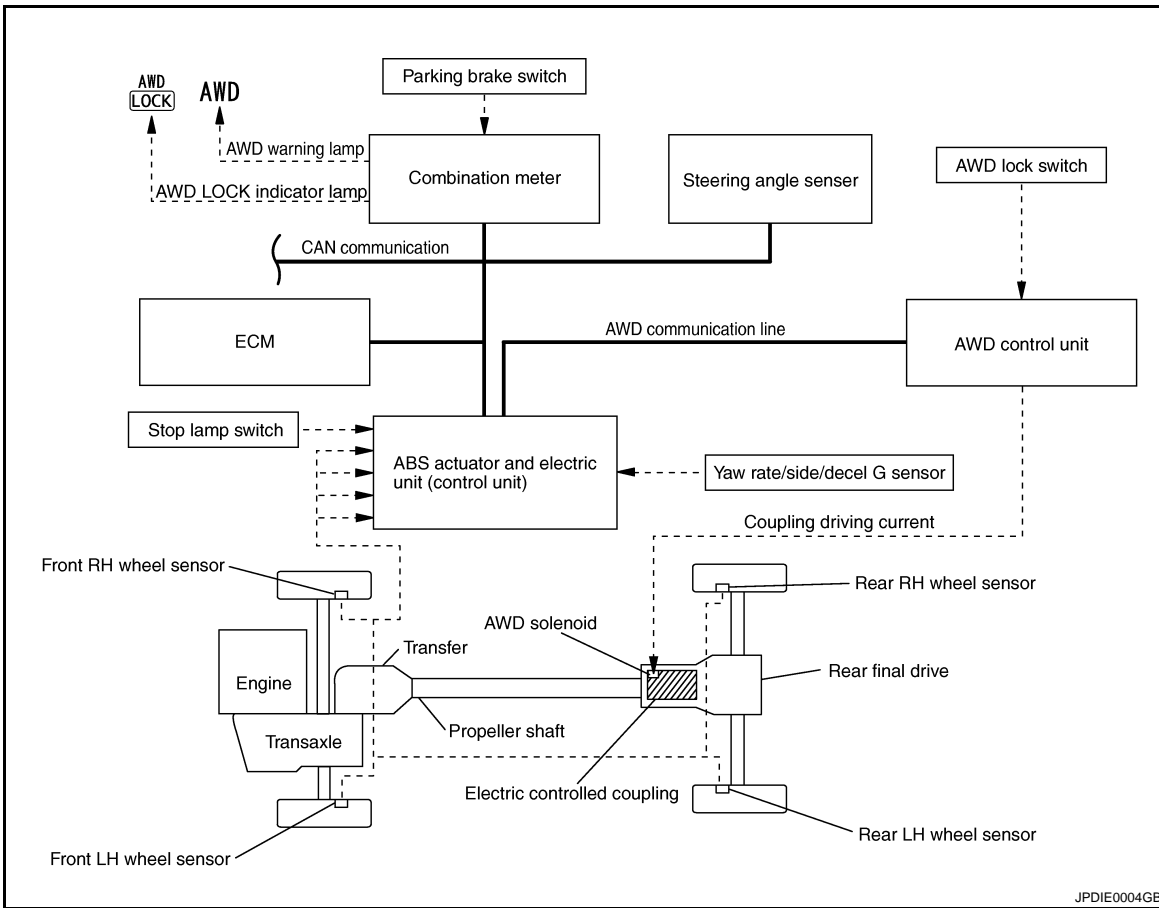 Parking brake switch
AWD
LOCK
AWD
AWD warning lamp
AWD LOCK indicator lamp
Combination meter
Steering angle senser
AWD lock switch
CAN communication
ECM
AWD communication line
AWD control unit
Stop lamp switch
ABS actuator and electric
unit (control unit)
Yaw rate/side/decel G sensor
Coupling driving current
Front RH wheel sensor
Rear RH wheel sensor
AWD solenoid
Transfer
Engine
Rear final drive
Propeller shaft
Transaxle
Electric controlled coupling
Rear LH wheel sensor
Front LH wheel sensor
JPDIE0004GB